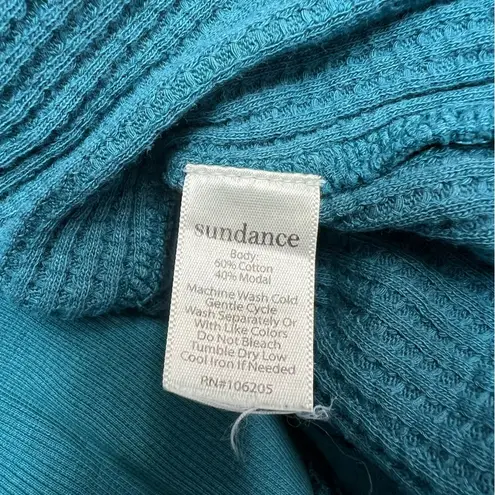 sundance
Body:
60% Cotton
40% Modal
Machine Wash Cold
Gentle Cycle
Wash Separately Or
With Like Colors
Do Not Bleach
Tumble Dry Low
Cool Iron If Needed
RN#106205